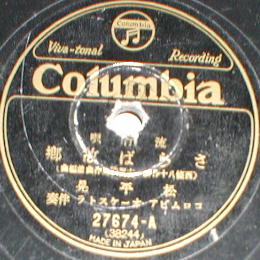 Columbia
Viva-tonal Recording
Columbia
流行唄
さらば故郷
松平晃
コロムビア・オーケストラ 伴奏
27674-A
(38244)
MADE IN JAPAN